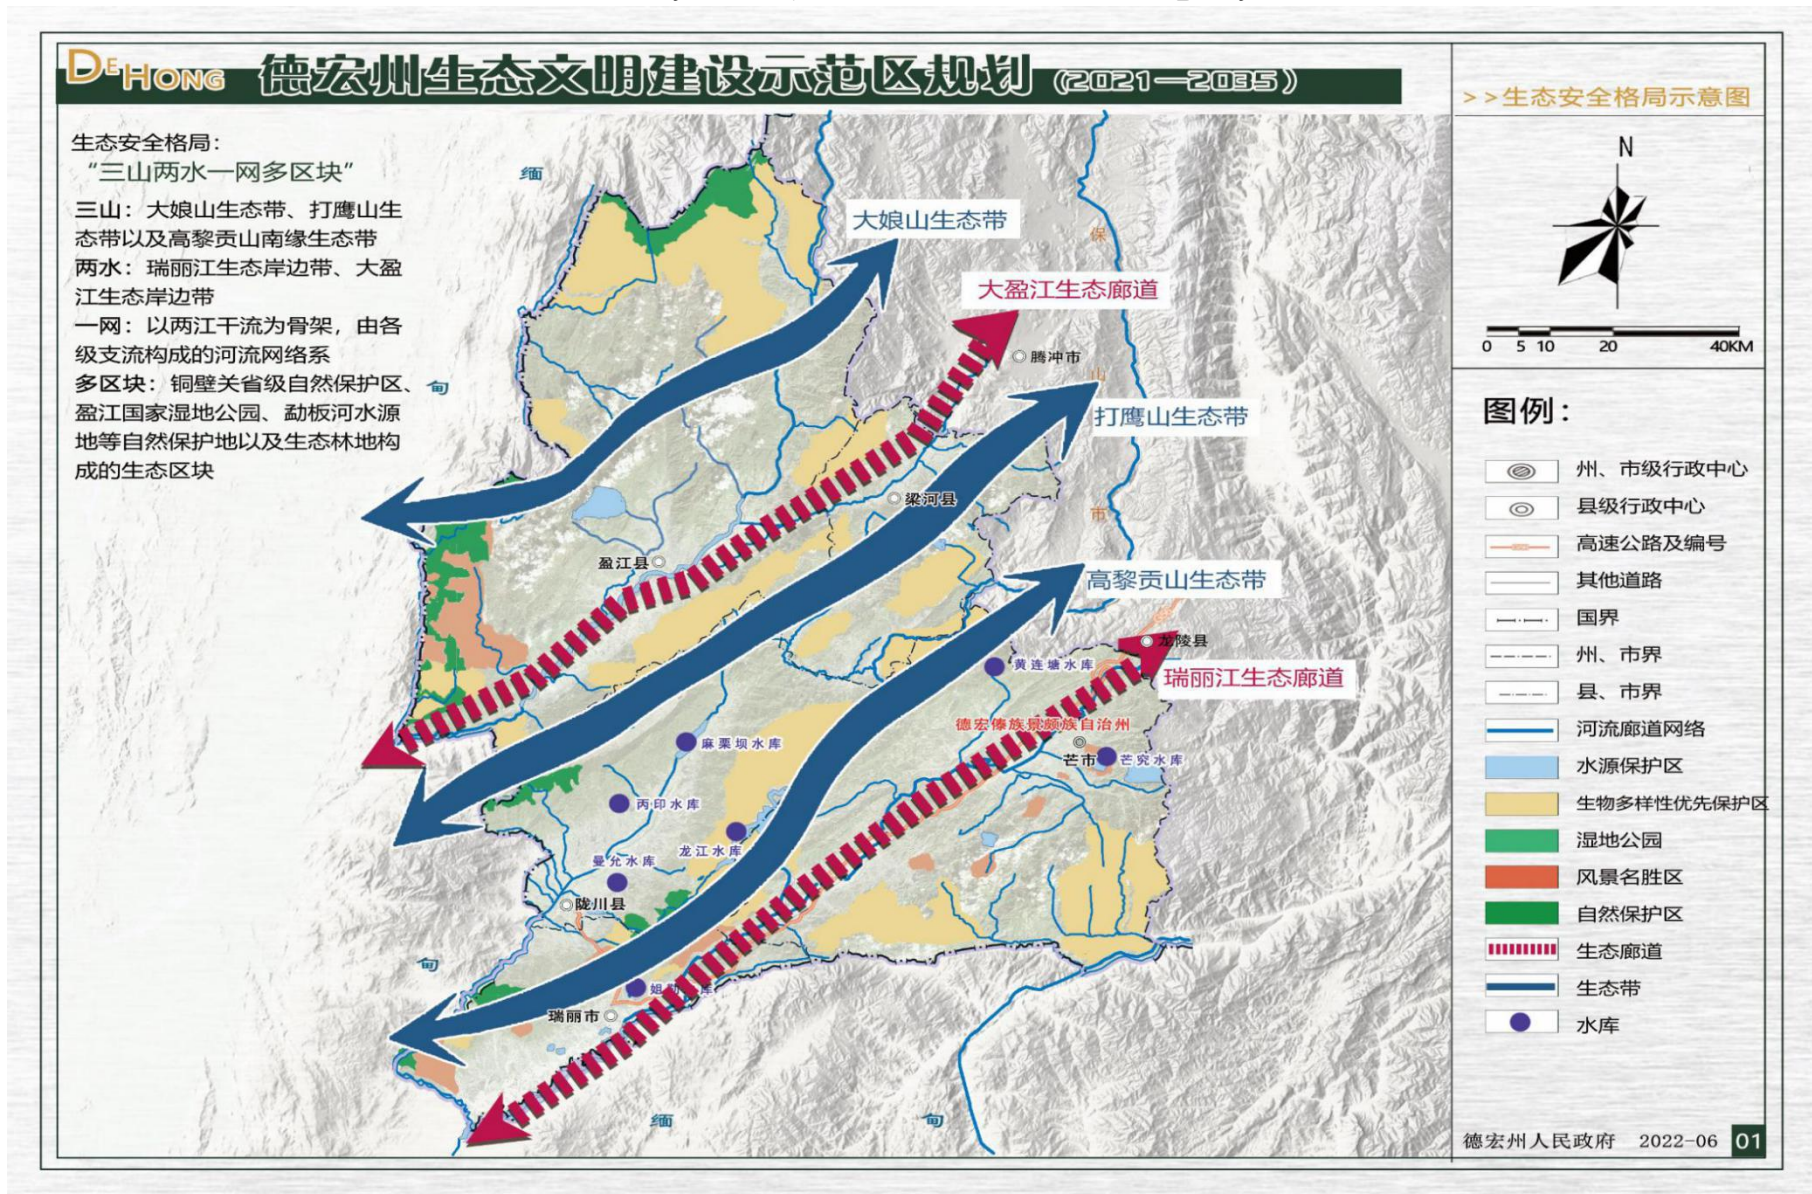 DEHONG 德宏州生态文明建设示范区规划（2021—2035）
>>生态安全格局示意图
生态安全格局：
“三山两水一网多区块”
三山：大娘山生态带、打鹰山生
态带以及高黎贡山南缘生态带
两水：瑞丽江生态岸边带、大盈
江生态岸边带
一网：以两江干流为骨架，由各
级支流构成的河流网络系
多区块：铜壁关省级自然保护区、
盈江国家湿地公园、勐板河水源
地等自然保护地以及生态林地构
成的生态区块
缅
甸
大娘山生态带
保
大盈江生态廊道
腾冲市
山
打鹰山生态带
梁河县
市
盈江县
高黎贡山生态带
龙陵县
黄连塘水库
瑞丽江生态廊道
德宏傣族景颇族自治州
麻栗坝水库
芒市
芒究水库
丙印水库
龙江水库
曼允水库
陇川县
甸
姐
库
瑞丽市
缅
甸
N
0 5 10 20 40KM
图例：
州、市级行政中心
县级行政中心
高速公路及编号
其他道路
国界
州、市界
县、市界
河流廊道网络
水源保护区
生物多样性优先保护区
湿地公园
风景名胜区
自然保护区
生态廊道
生态带
水库
德宏州人民政府 2022-06 01